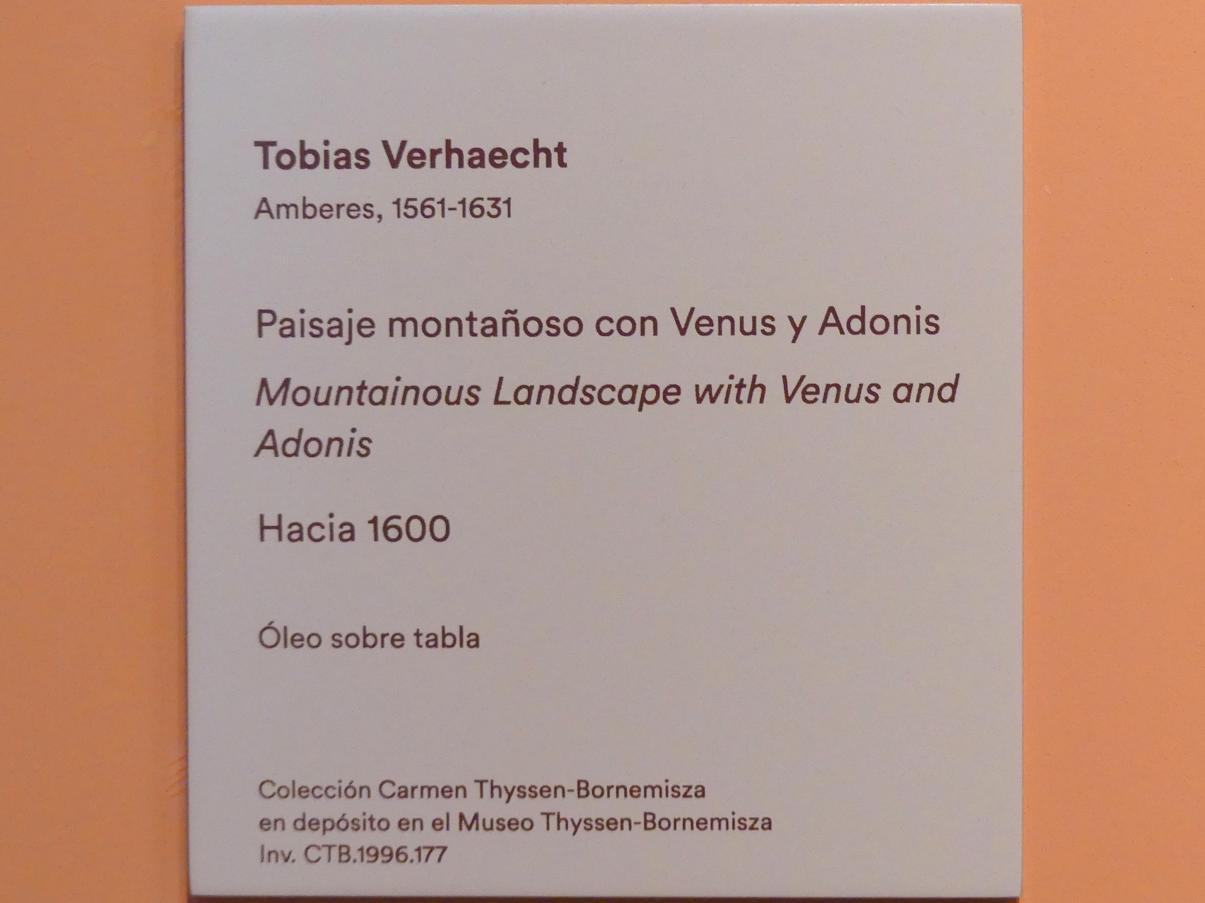 Tobias Verhaecht
Amberes, 1561-1631
Paisaje montañoso con Venus y Adonis
Mountainous Landscape with Venus and
Adonis
Hacia 1600
Óleo sobre tabla
Colección Carmen Thyssen-Bornemisza
en depósito en el Museo Thyssen-Bornemisza
Inv. CTB.1996.177